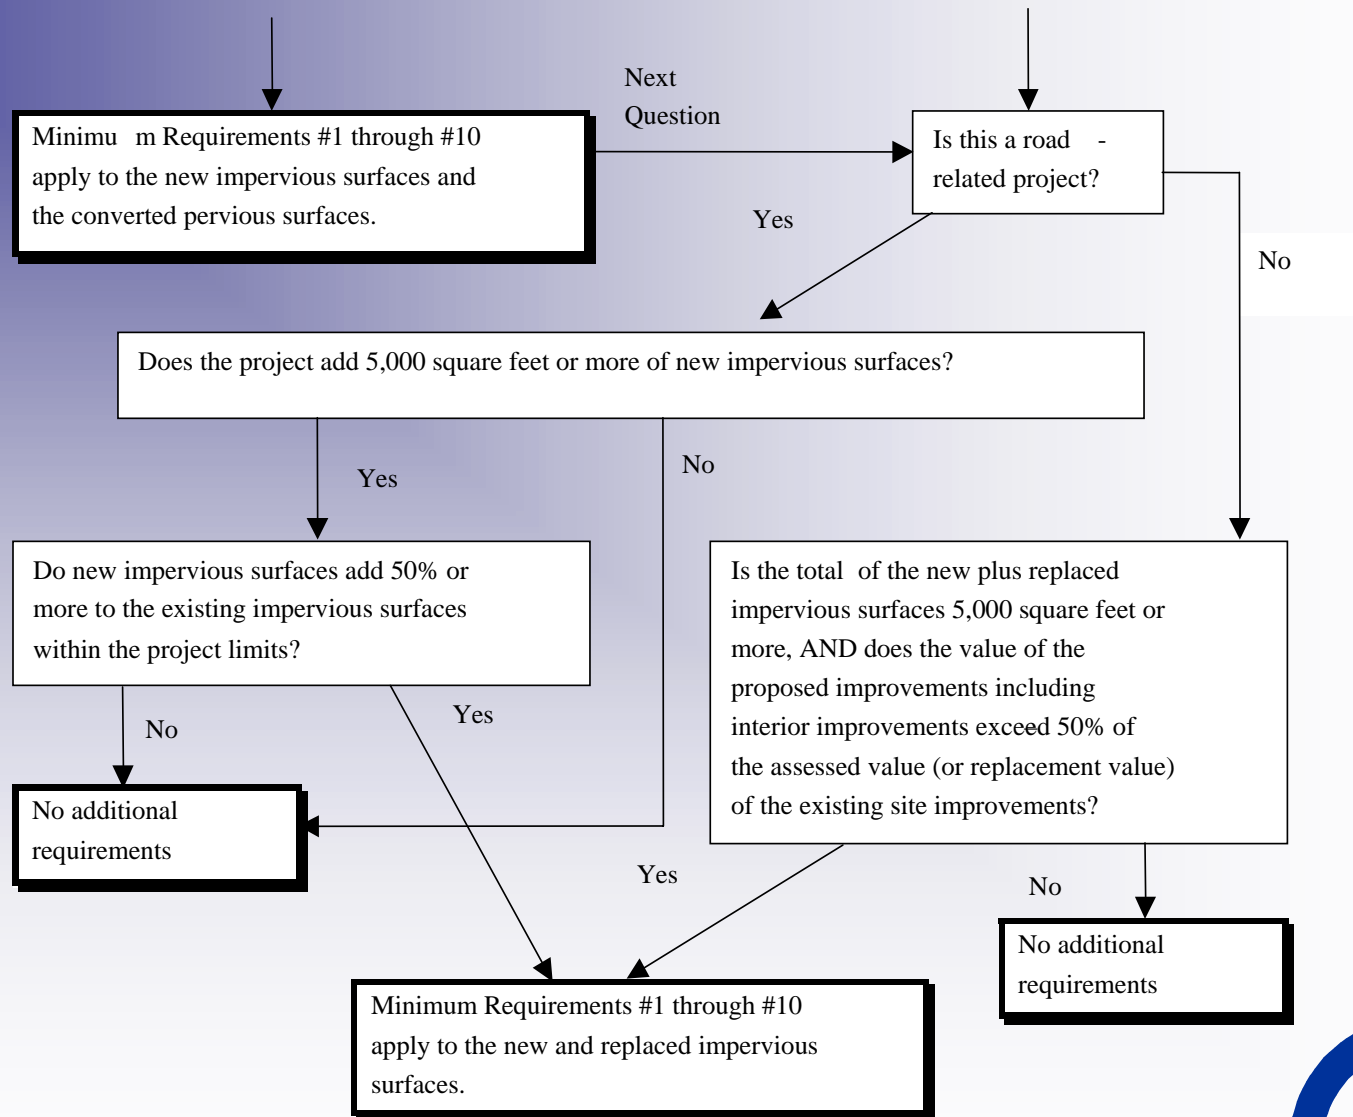 Next
Question
Minimu m Requirements #1 through #10
apply to the new impervious surfaces and
the converted pervious surfaces.
Is this a road -
related project?
Yes
No
Does the project add 5,000 square feet or more of new impervious surfaces?
Yes
No
Do new impervious surfaces add 50% or
more to the existing impervious surfaces
within the project limits?
Is the total of the new plus replaced
impervious surfaces 5,000 square feet or
more, AND does the value of the
proposed improvements including
interior improvements exceed 50% of
the assessed value (or replacement value)
of the existing site improvements?
No
Yes
No additional
requirements
Yes
No
No additional
requirements
Minimum Requirements #1 through #10
apply to the new and replaced impervious
surfaces.